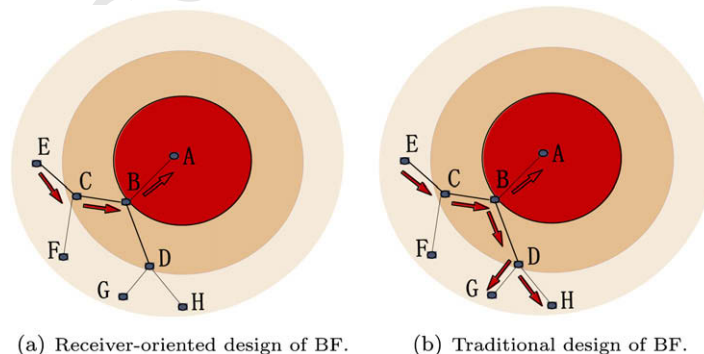 E
A
C
B
F
D
G
H
(a) Receiver-oriented design of BF.
E
A
C
B
F
D
G
H
(b) Traditional design of BF.